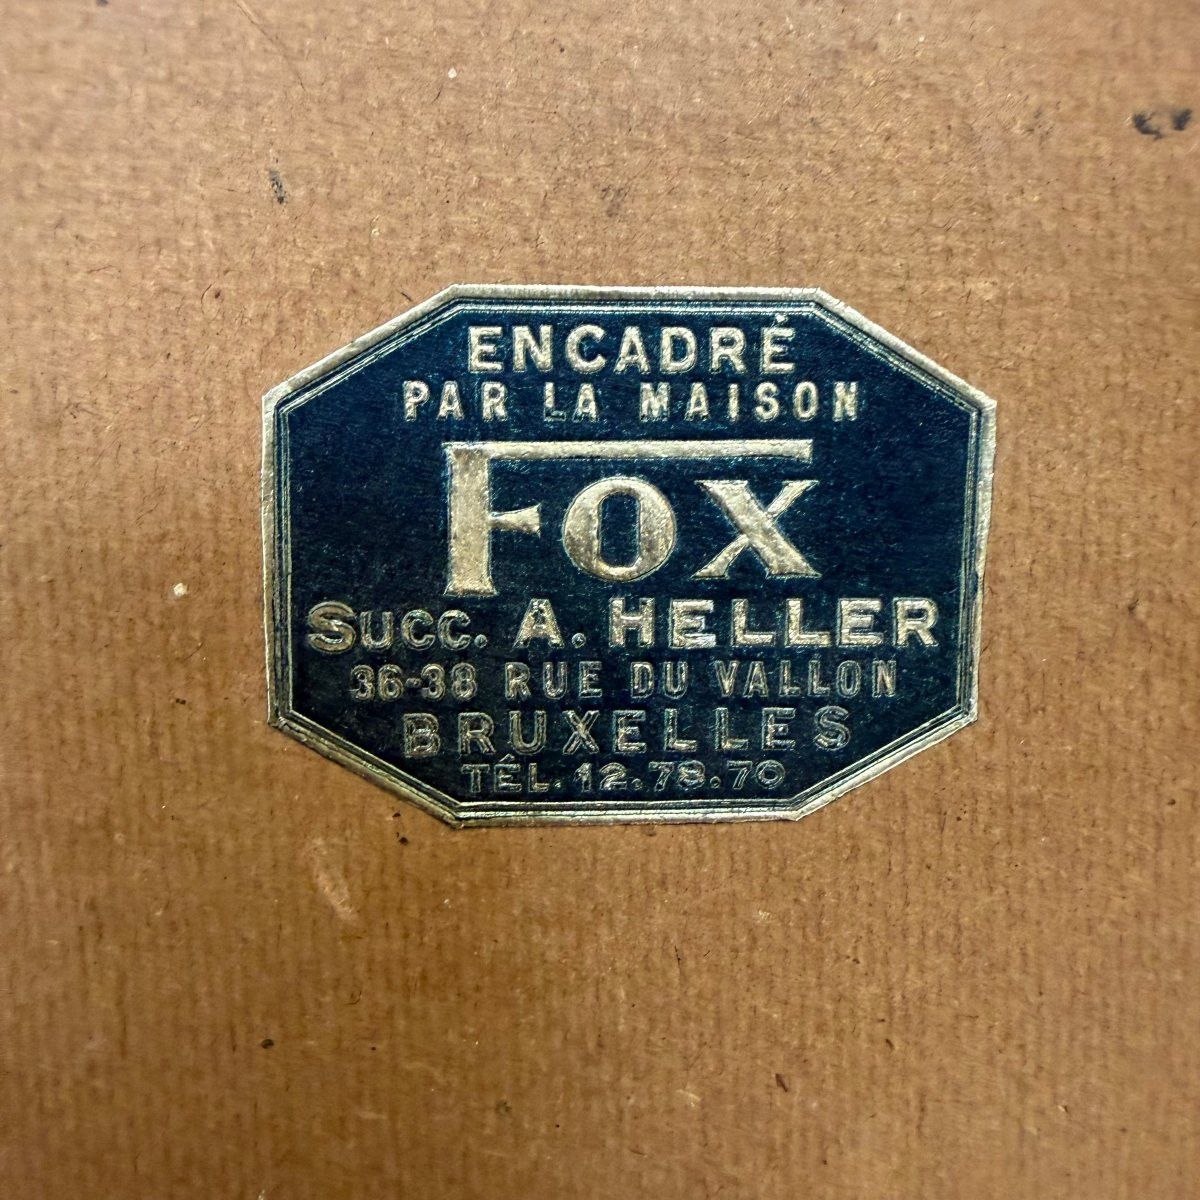 ENCADRÉ
PAR LA MAISON
FOX
SUCC. A. HELLER
36-38 RUE DU VALLON
BRUXELLES
TÉL. 12.78.70